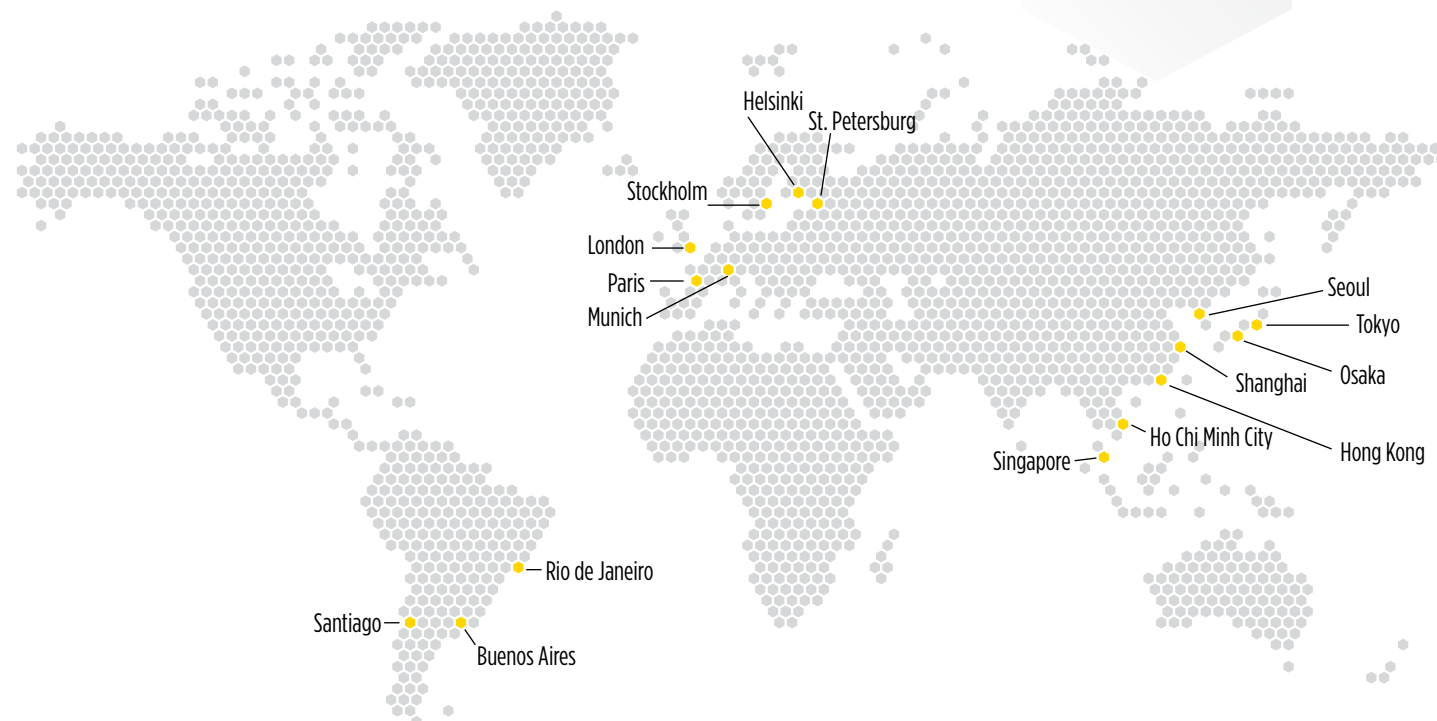 Helsinki
St. Petersburg
Stockholm
London
Paris
Munich
Seoul
Tokyo
Osaka
Shanghai
Ho Chi Minh City
Hong Kong
Singapore
Rio de Janeiro
Santiago
Buenos Aires